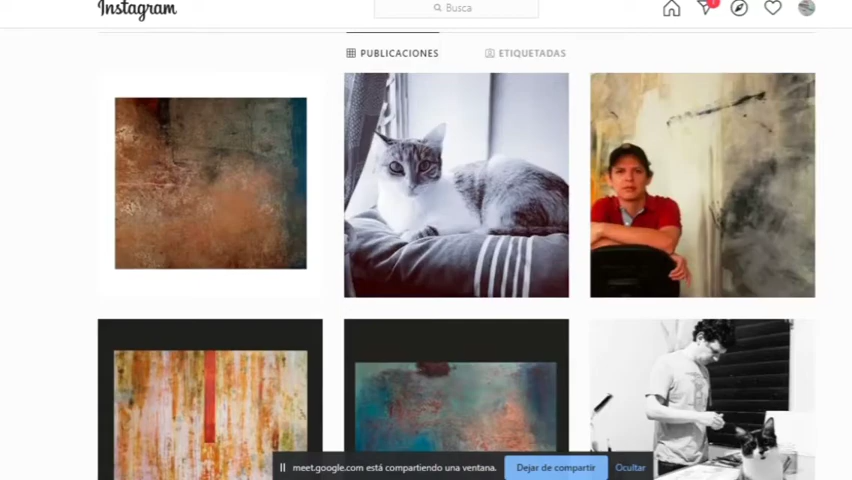 Instagram
Busca
PUBLICACIONES
ETIQUETADAS
meet.google.com está compartiendo una ventana.
Dejar de compartir
Ocultar